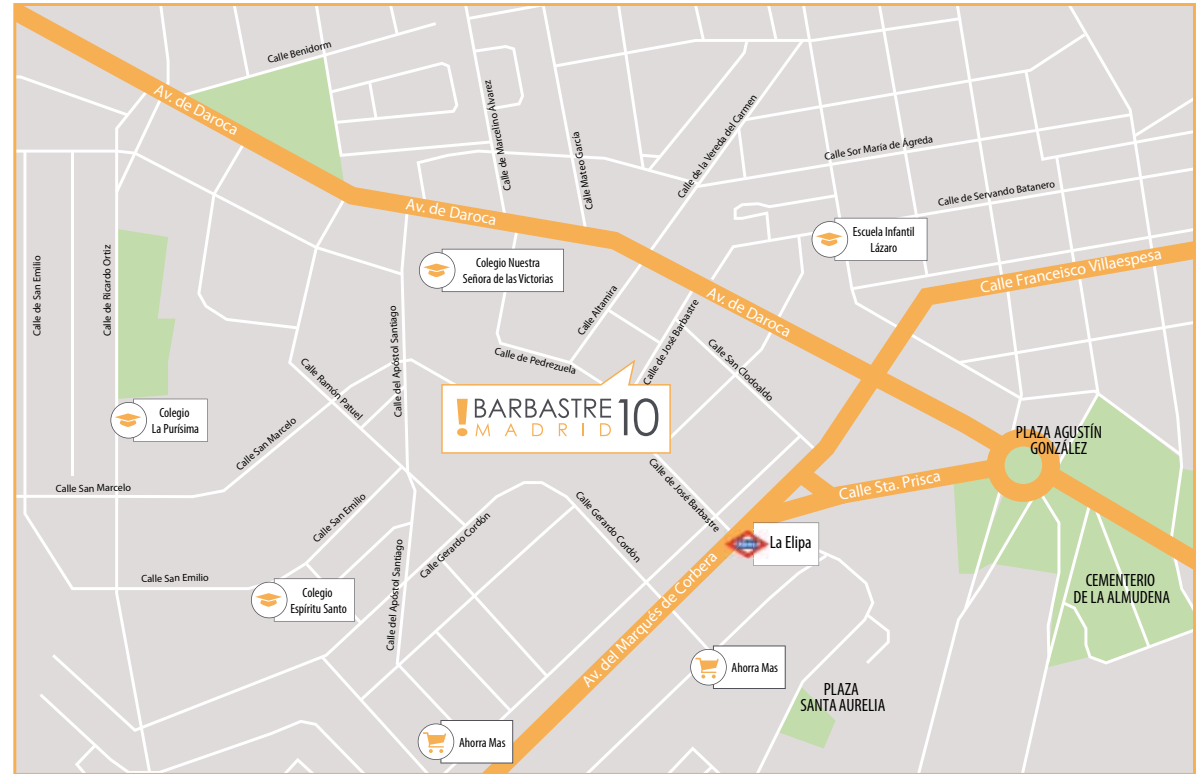 Calle Benidorm
Av. de Daroca
Calle de Marcelino Álvarez
Calle Mateo García
Calle de la Vereda del Carmen
Calle Sor Maria de Ágreda
Calle de Servando Batanero
Av. de Daroca
Escuela Infantil
Lázaro
Calle de San Emilio
Calle de Ricardo Ortiz
Colegio Nuestra
Señora de las Victorias
Calle Franceisco Villaespesa
Calle Altamira
Av. de Daroca
Calle del Apóstol Santiago
Calle de José Barbastre
Calle San Clodoaldo
Calle de Pedrezuela
Calle Ramón Patuel
!BARBASTRE 10
MADRID
Colegio
La Purísima
Calle San Marcelo
PLAZA AGUSTÍN
GONZÁLEZ
Calle San Marcelo
Calle de José Barbastre
Calle Sta. Prisca
Calle San Emilio
Calle Gerardo Cordón
Calle Gerardo Cordón
Metro
La Elipa
Calle San Emilio
Colegio
Espíritu Santo
Calle del Apóstol Santiago
CEMENTERIO
DE LA ALMUDENA
Av. del Marqués de Corbera
Ahorra Mas
PLAZA
SANTA AURELIA
Ahorra Mas